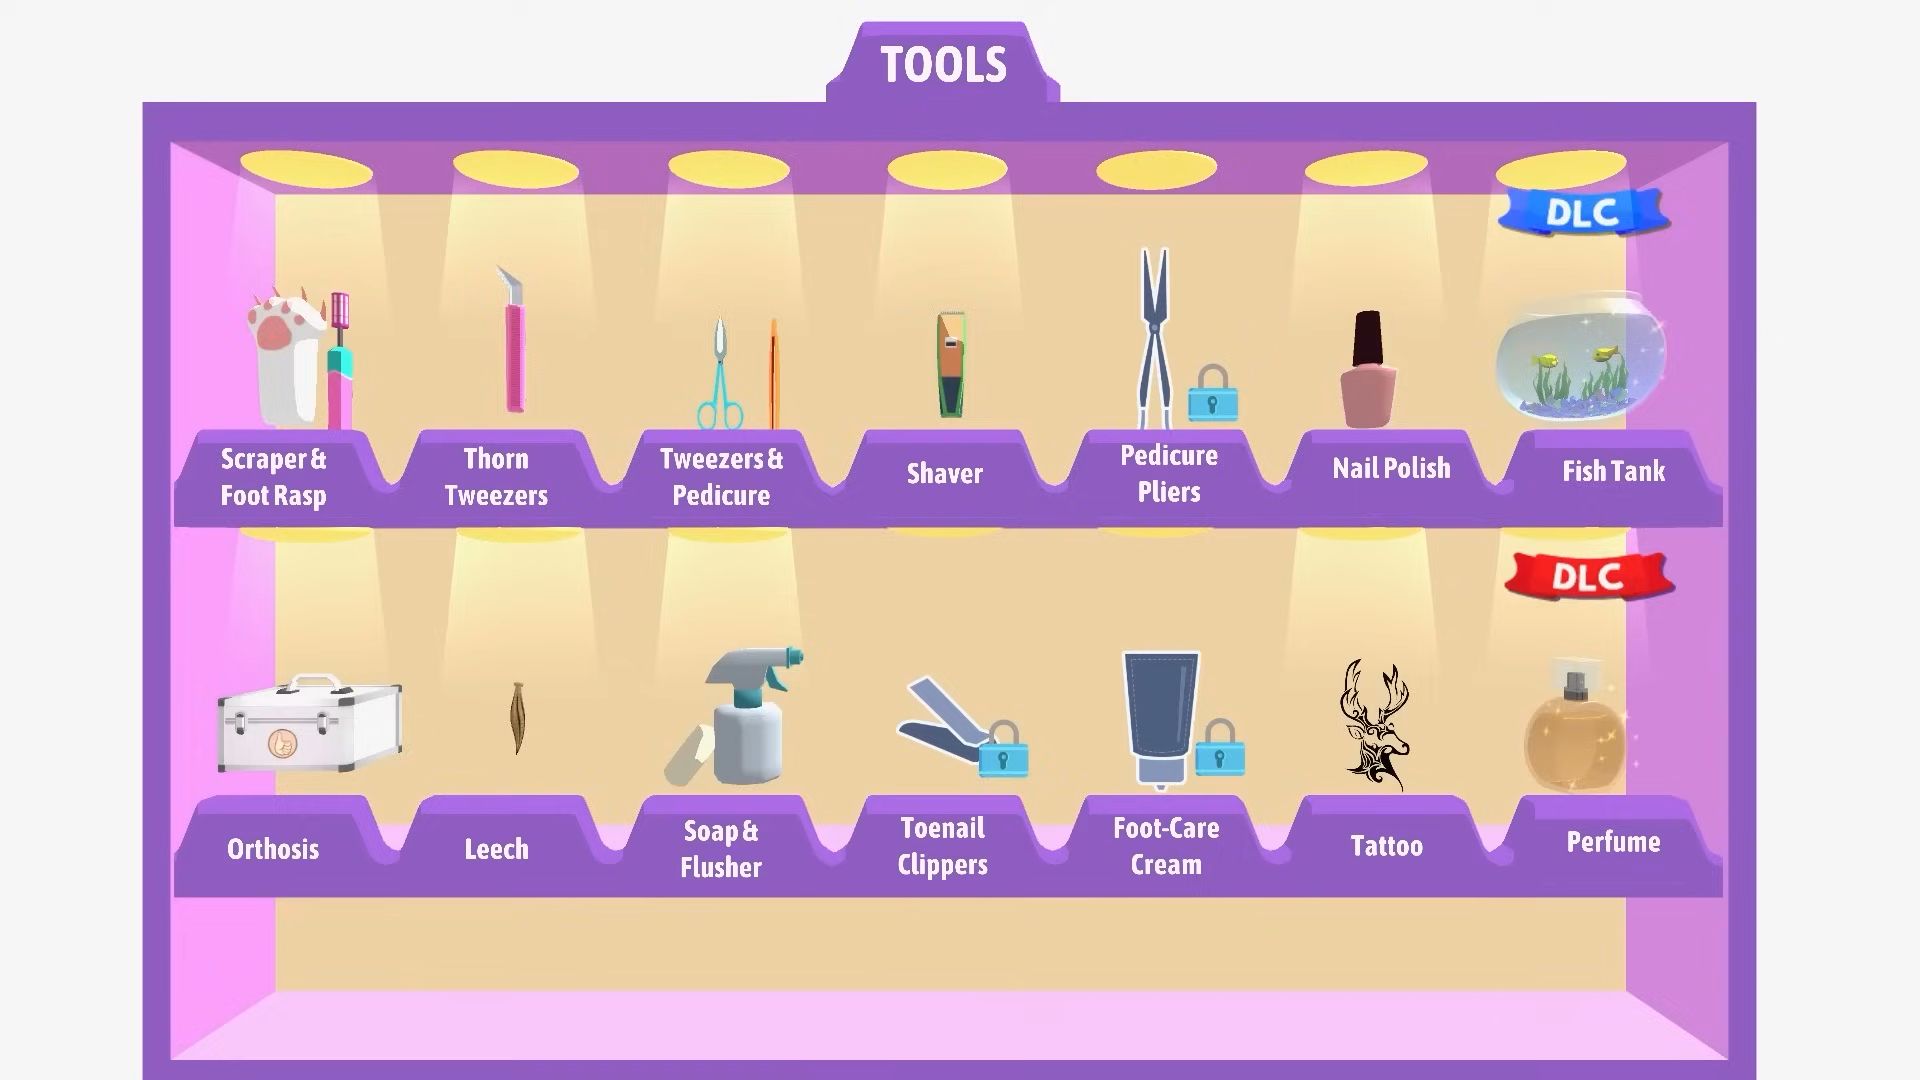 TOOLS
DLC
Scraper &
Foot Rasp
Thorn
Tweezers
Tweezers &
Pedicure
Shaver
Pedicure
Pliers
Nail Polish
Fish Tank
DLC
Orthosis
Leech
Soap &
Flusher
Toenail
Clippers
Foot-Care
Cream
Tattoo
Perfume